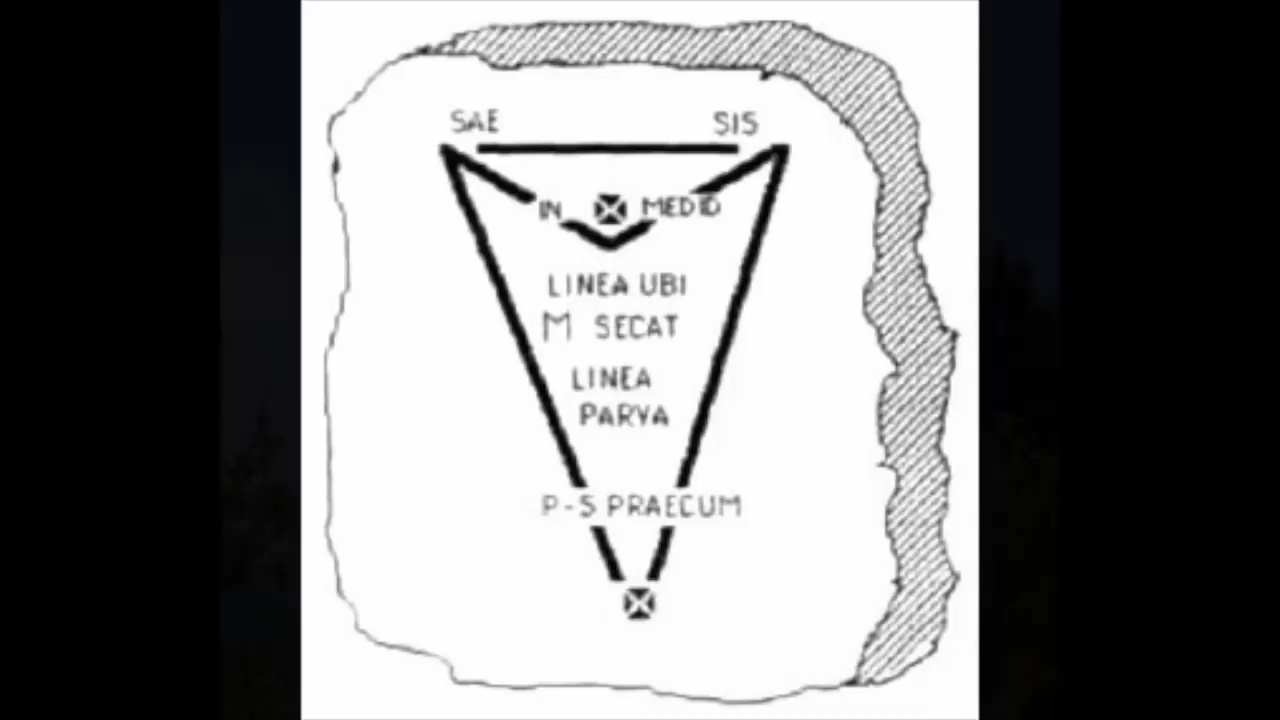 SAE SIS
IN MEDIO
LINEA UBI
M SECAT
LINEA
PARVA
P-S PRAECUM